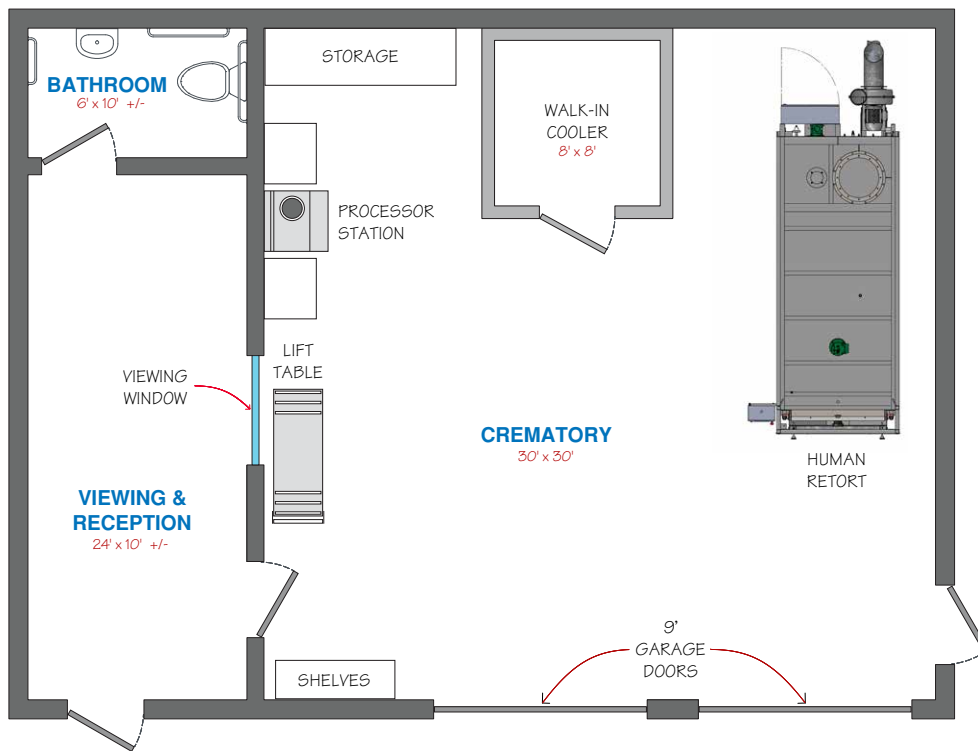 BATHROOM
6' x 10' +/-
STORAGE
WALK-IN
COOLER
8' x 8'
PROCESSOR
STATION
LIFT
TABLE
VIEWING
WINDOW
CREMATORY
30' x 30'
HUMAN
RETORT
VIEWING &
RECEPTION
24' x 10' +/-
9'
GARAGE
DOORS
SHELVES